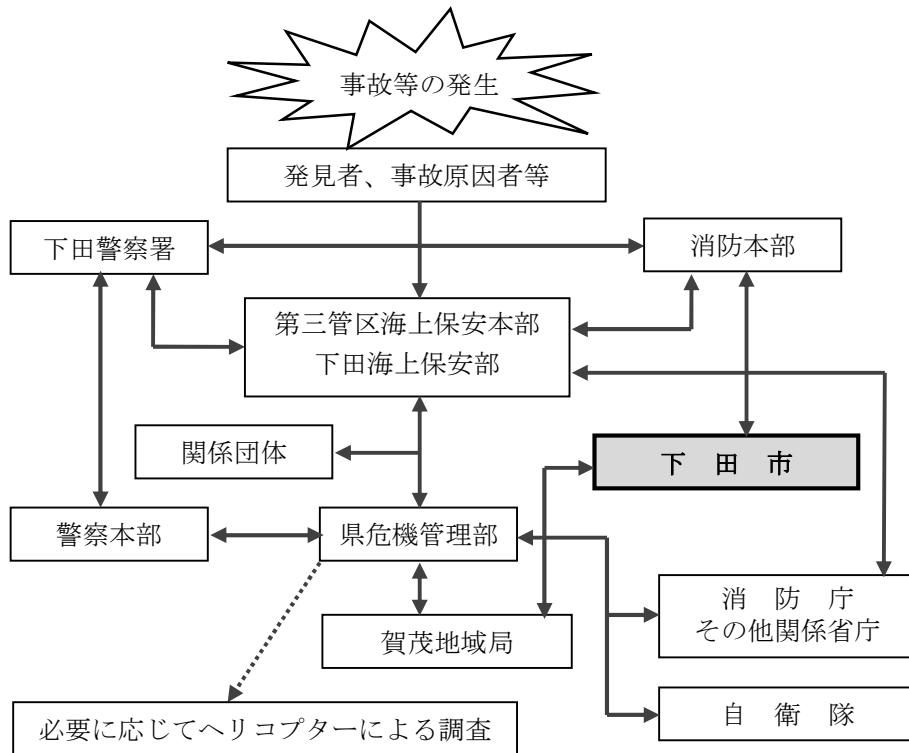 事故等の発生
発見者、事故原因者等
下田警察署
消防本部
第三管区海上保安本部
下田海上保安部
関係団体
下 田 市
警察本部
県危機管理部
消 防 庁
その他関係省庁
賀茂地域局
自 衛 隊
必要に応じてヘリコプターによる調査